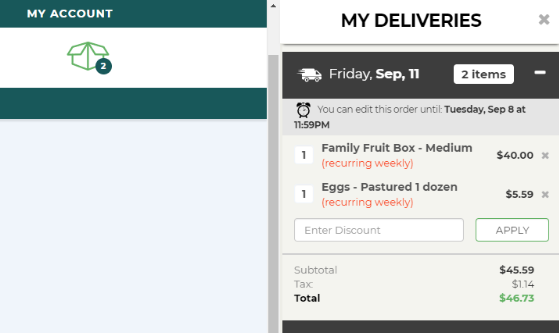 MY ACCOUNT
2
MY DELIVERIES
×
Friday, Sep, 11
2 items
−
You can edit this order until: Tuesday, Sep 8 at
11:59PM
1
Family Fruit Box - Medium
(recurring weekly)
$40.00
×
1
Eggs - Pastured 1 dozen
(recurring weekly)
$5.59
×
Enter Discount
APPLY
Subtotal
$45.59
Tax:
$1.14
Total
$46.73